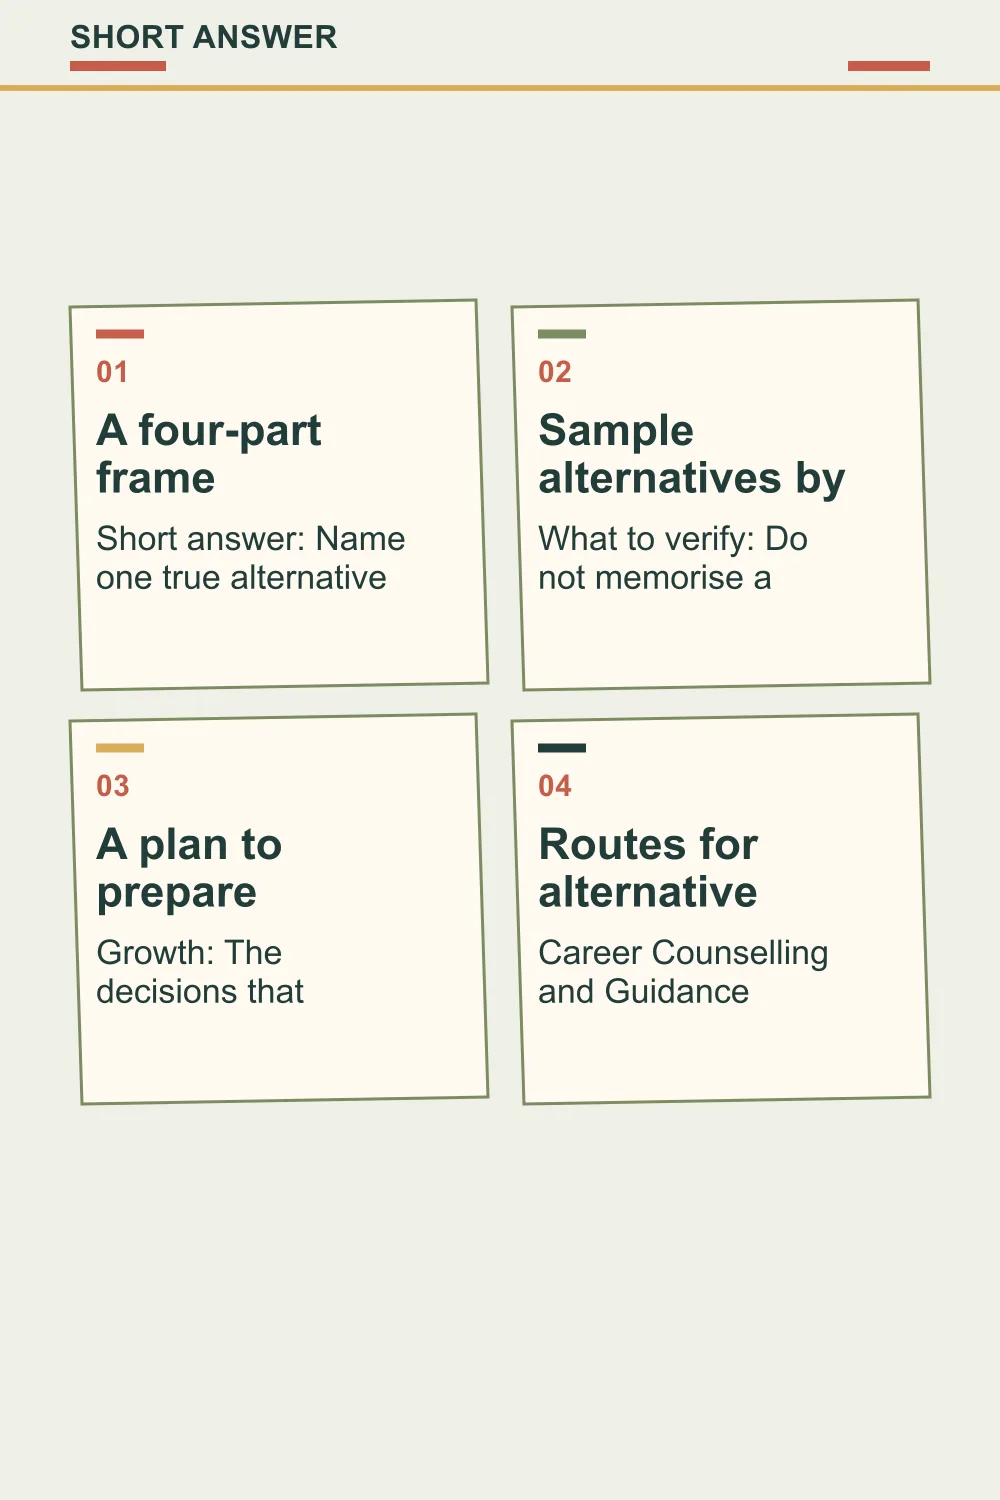 SHORT ANSWER
01
A four-part
frame
Short answer: Name
one true alternative
02
Sample
alternatives by
What to verify: Do
not memorise a
03
A plan to
prepare
Growth: The
decisions that
04
Routes for
alternative
Career Counselling
and Guidance